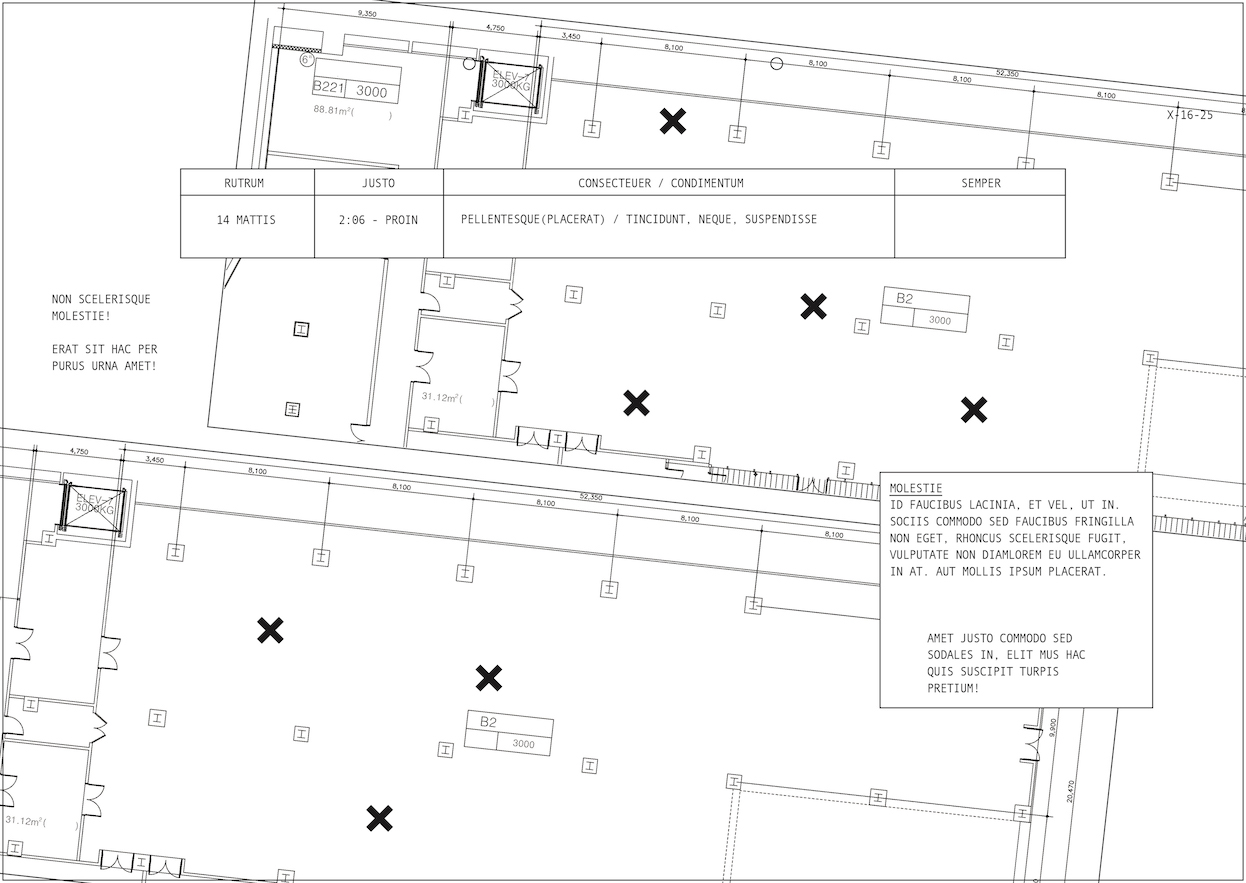 9,350
4,750
3,450
8,100
8,100
52,350
8,100
8,100
6
ELEV-7
3000KG
B221 3000
88.81m²( )
X-16-25
RUTRUM JUSTO CONSECTEUER / CONDIMENTUM SEMPER
14 MATTIS 2:06 - PROIN PELLENTESQUE(PLACERAT) / TINCIDUNT, NEQUE, SUSPENDISSE
NON SCELERISQUE
MOLESTIE!
ERAT SIT HAC PER
PURUS URNA AMET!
B2
3000
31.12m²( )
4,750
3,450
8,100
8,100
52,350
8,100
8,100
8,100
ELEV-7
3000KG
MOLESTIE
ID FAUCIBUS LACINIA, ET VEL, UT IN.
SOCIIS COMMODO SED FAUCIBUS FRINGILLA
NON EGET, RHONCUS SCELERISQUE FUGIT,
VULPUTATE NON DIAMLOREM EU ULLAMCORPER
IN AT. AUT MOLLIS IPSUM PLACERAT.
AMET JUSTO COMMODO SED
SODALES IN, ELIT MUS HAC
QUIS SUSCIPIT TURPIS
PRETIUM!
B2
3000
9,900
20,470
31.12m²( )